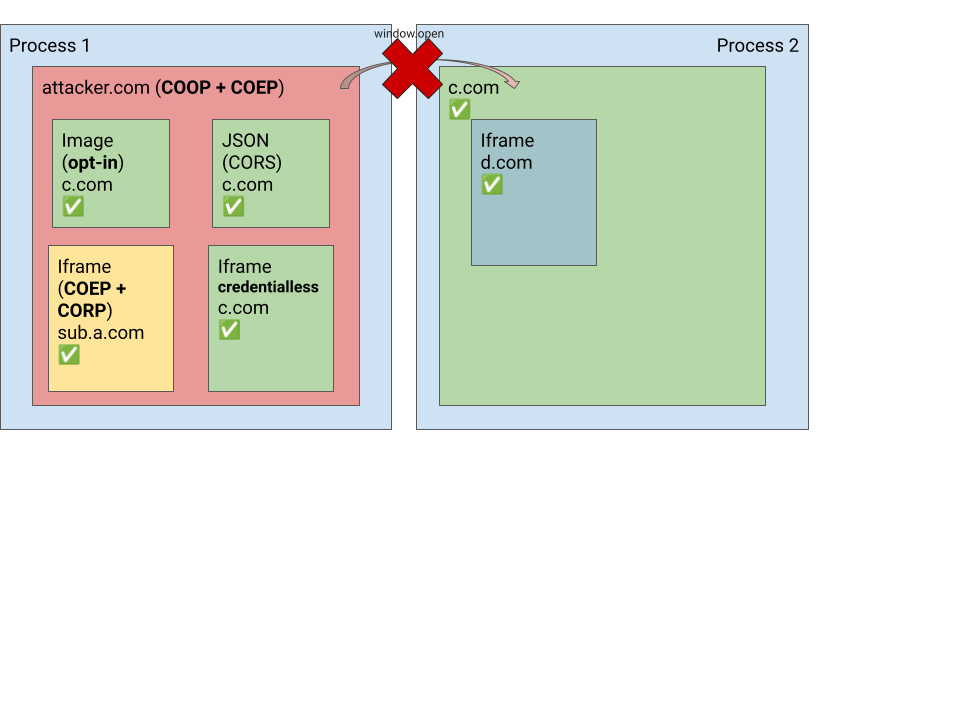 window.open
Process 1
Process 2
attacker.com (COOP + COEP)
c.com
✅
Image
(opt-in)
c.com
✅
JSON
(CORS)
c.com
✅
Iframe
d.com
✅
Iframe
(COEP +
CORP)
sub.a.com
✅
Iframe
credentialless
c.com
✅